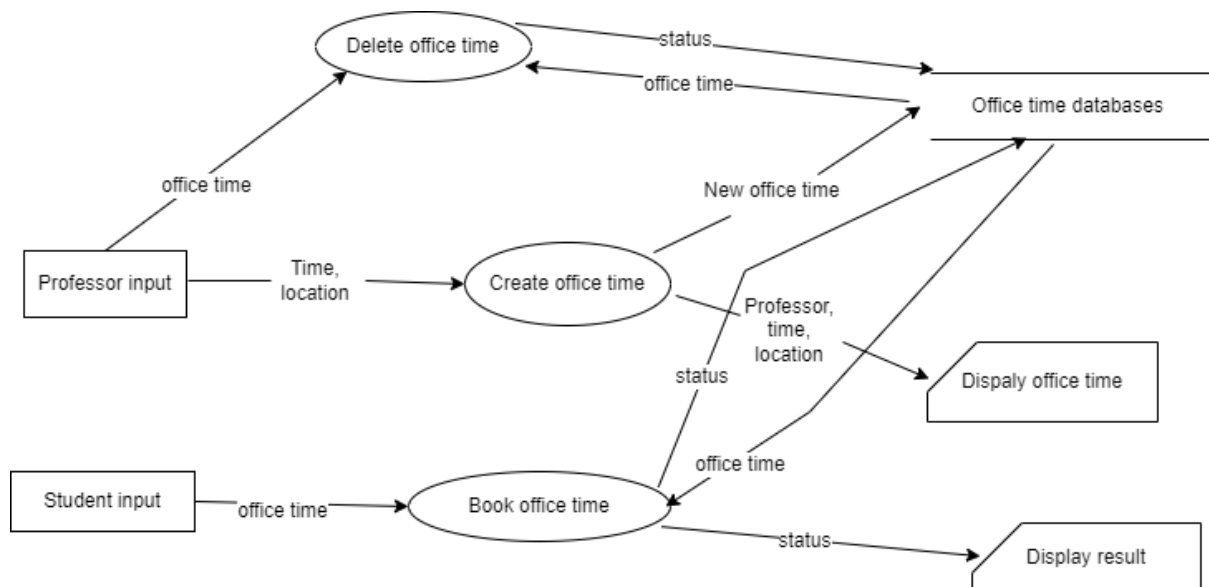 Delete office time
status
office time
Office time databases
office time
New office time
Professor input
Time,
location
Create office time
Professor,
time,
location
status
Dispaly office time
office time
Student input
office time
Book office time
status
Display result